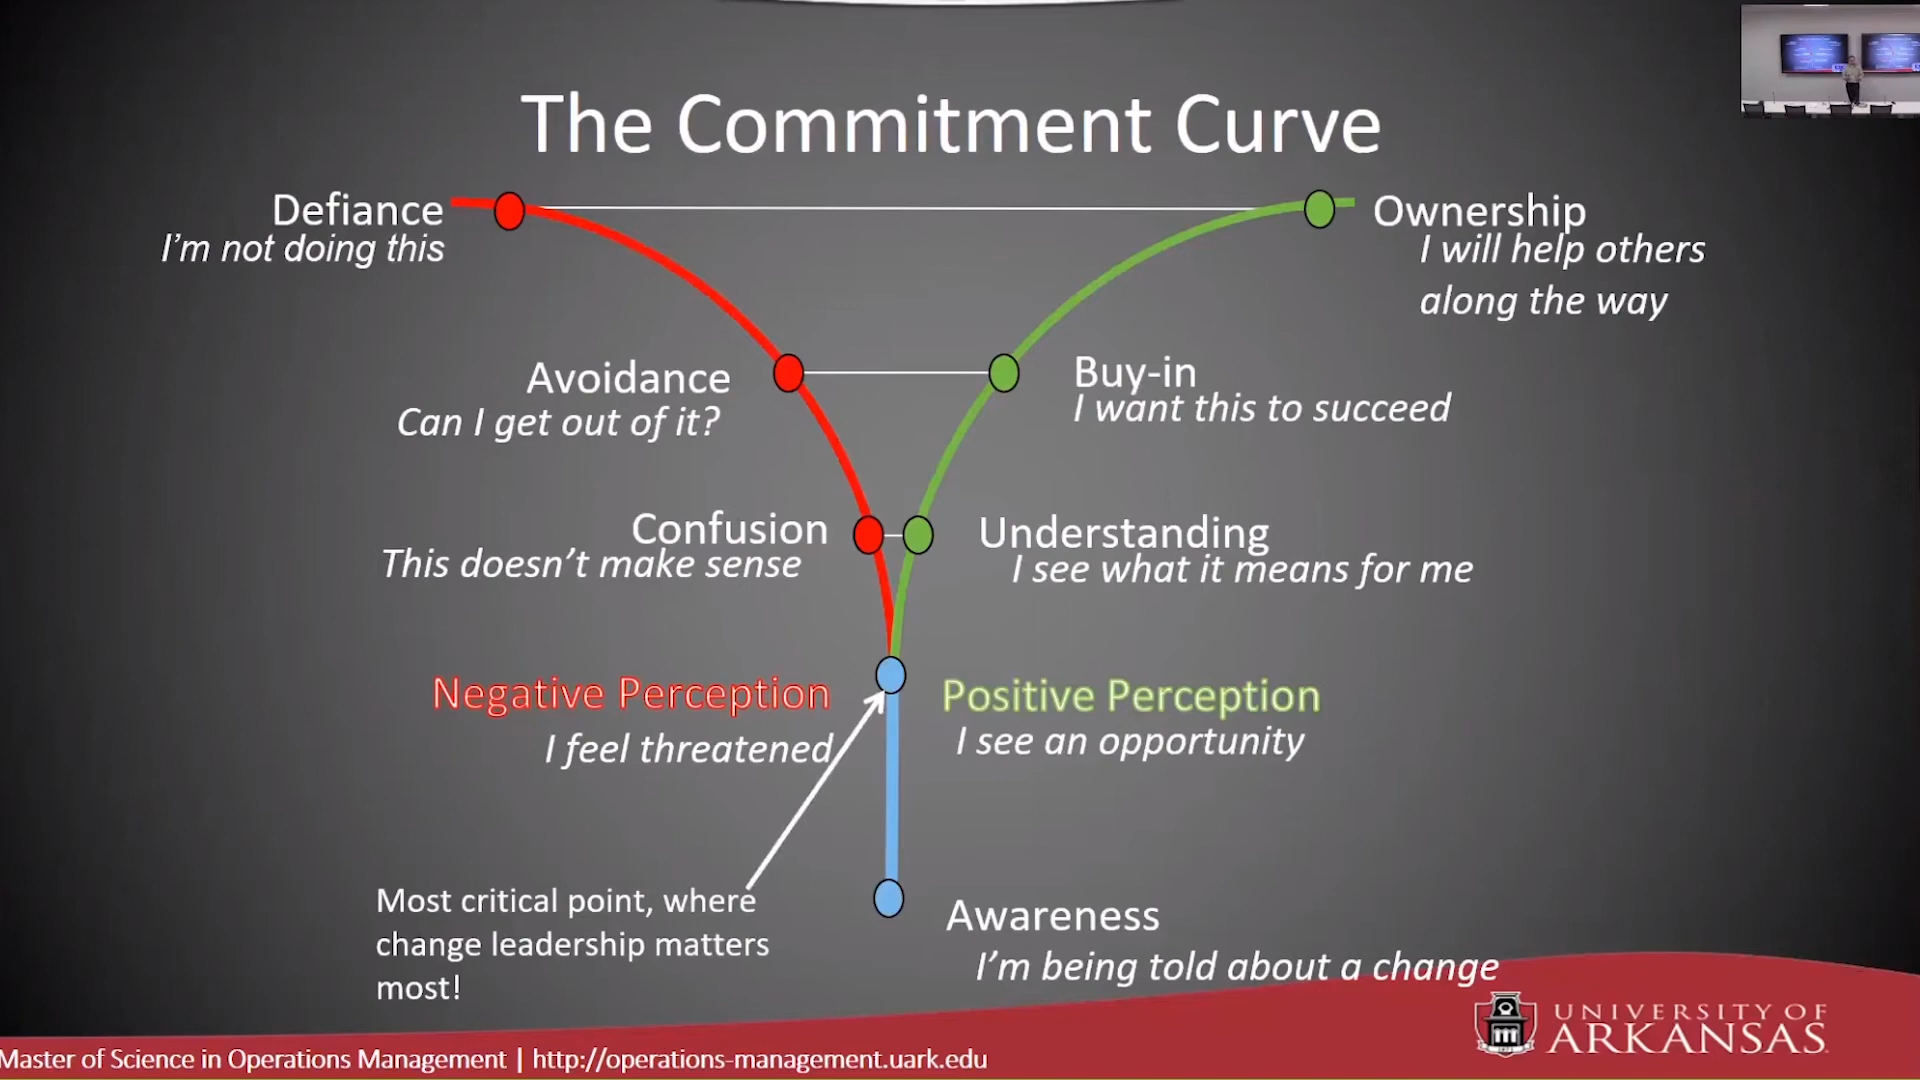 The Commitment Curve
Defiance
I'm not doing this
Ownership
I will help others
along the way
Avoidance
Can I get out of it?
Buy-in
I want this to succeed
Confusion
This doesn't make sense
Understanding
I see what it means for me
Negative Perception
I feel threatened
Positive Perception
I see an opportunity
Most critical point, where
change leadership matters
most!
Awareness
I'm being told about a change
UNIVERSITY OF
ARKANSAS
Master of Science in Operations Management | http://operations-management.uark.edu